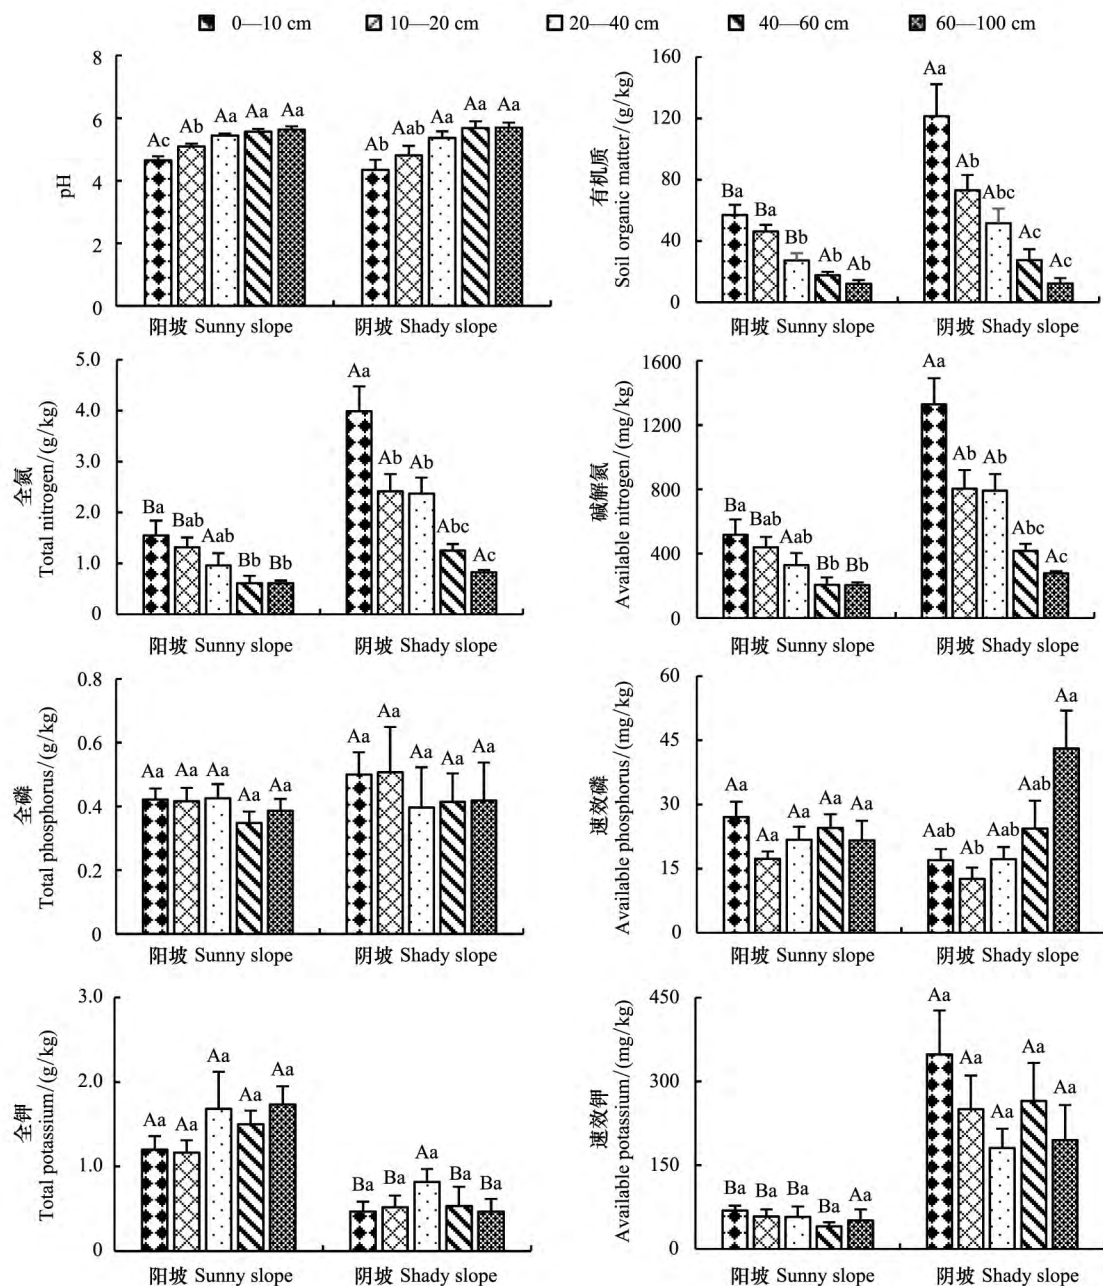 0—10 cm 10—20 cm 20—40 cm 40—60 cm 60—100 cm
pH
8
6
4
2
0
Ac Ab Aa Aa Aa
Ab Aab Aa Aa Aa
阳坡 Sunny slope 阴坡 Shady slope
有机质
Soil organic matter/(g/kg)
160
120
80
40
0
Ba Ba Bb Ab Ab
Aa Ab Abc Ac Ac
阳坡 Sunny slope 阴坡 Shady slope
全氮
Total nitrogen/(g/kg)
5.0
4.0
3.0
2.0
1.0
0
Ba Bab Aab Bb Bb
Aa Ab Ab Abc Ac
阳坡 Sunny slope 阴坡 Shady slope
碱解氮
Available nitrogen/(mg/kg)
1600
1200
800
400
0
Ba Bab Aab Bb Bb
Aa Ab Ab Abc Ac
阳坡 Sunny slope 阴坡 Shady slope
全磷
Total phosphorus/(g/kg)
0.8
0.6
0.4
0.2
0
Aa Aa Aa Aa Aa
Aa Aa Aa Aa Aa
阳坡 Sunny slope 阴坡 Shady slope
速效磷
Available phosphorus/(mg/kg)
60
45
30
15
0
Aa Aa Aa Aa Aa
Aab Ab Aab Aab Aa
阳坡 Sunny slope 阴坡 Shady slope
全钾
Total potassium/(g/kg)
3.0
2.0
1.0
0
Aa Aa Aa Aa Aa
Ba Ba Aa Ba Ba
阳坡 Sunny slope 阴坡 Shady slope
速效钾
Available potassium/(mg/kg)
450
300
150
0
Ba Ba Ba Ba Aa
Aa Aa Aa Aa Aa
阳坡 Sunny slope 阴坡 Shady slope